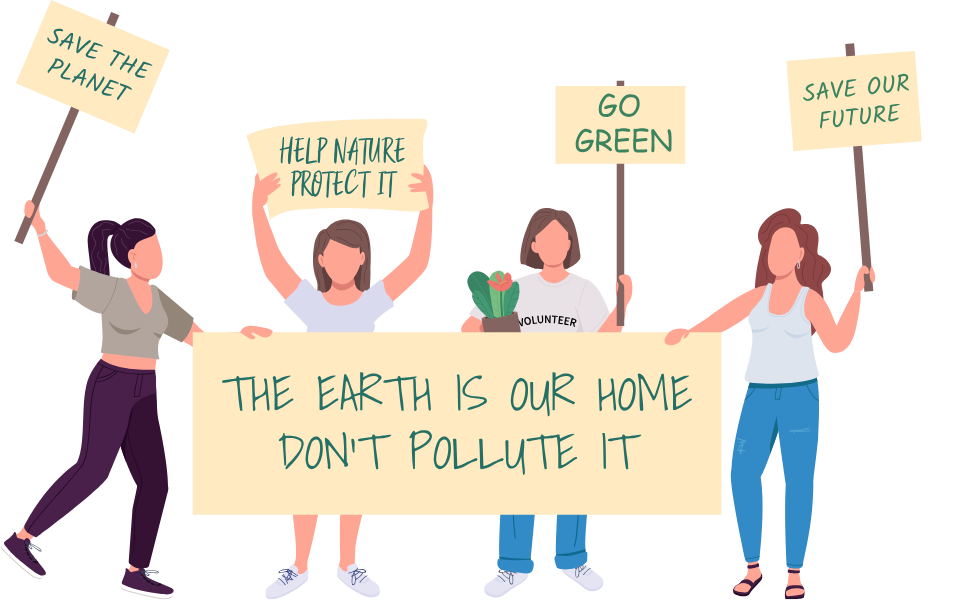 SAVE THE
PLANET
HELP NATURE
PROTECT IT
GO
GREEN
SAVE OUR
FUTURE
VOLUNTEER
THE EARTH IS OUR HOME
DON'T POLLUTE IT